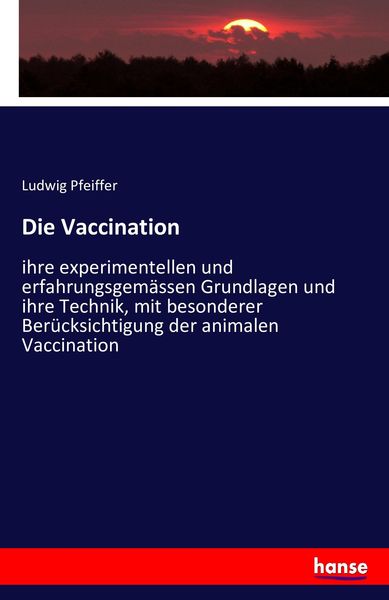 Ludwig Pfeiffer
Die Vaccination
ihre experimentellen und
erfahrungsgemässen Grundlagen und
ihre Technik, mit besonderer
Berücksichtigung der animalen
Vaccination
hanse